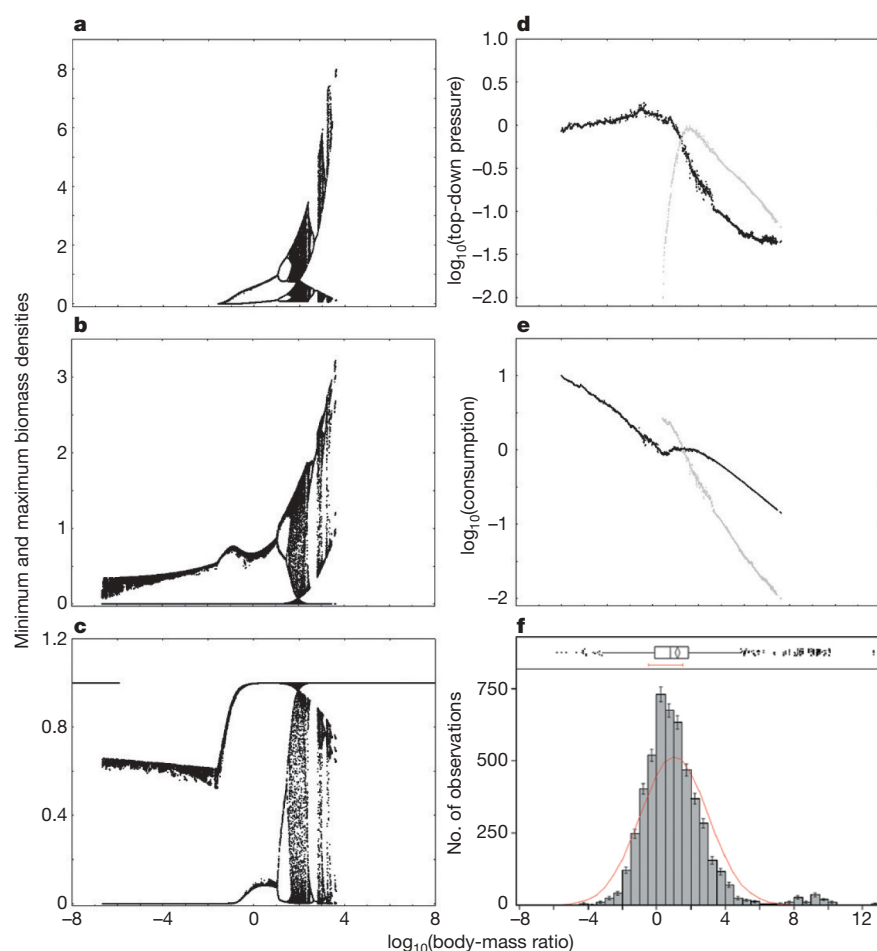 a
8
6
4
2
0
b
3
2
1
0
c
1.2
0.8
0.4
0
−8 −4 0 4 8
Minimum and maximum biomass densities
d
1.0
0.5
0
−0.5
−1.0
−1.5
−2.0
log10(top-down pressure)
e
1
0
−1
−2
log10(consumption)
f
750
500
250
0
No. of observations
−8 −4 0 4 8 12
log10(body-mass ratio)